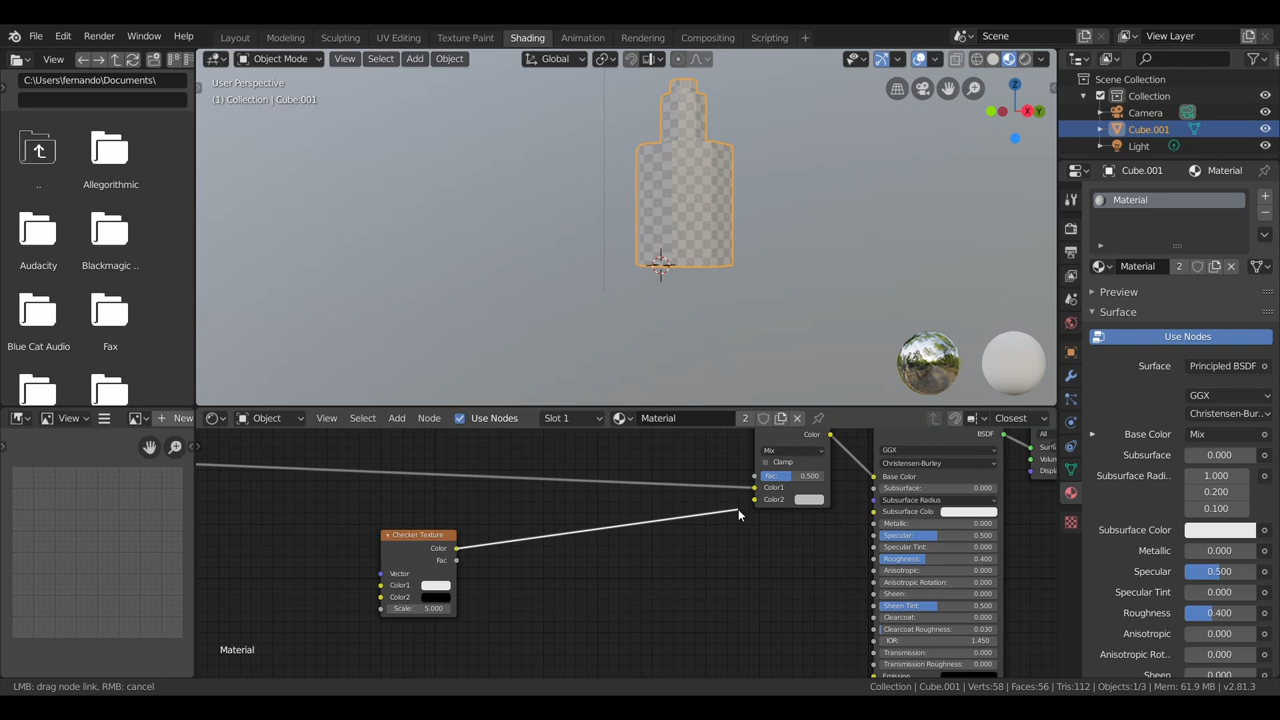 File Edit Render Window Help
Layout Modeling Sculpting UV Editing Texture Paint Shading Animation Rendering Compositing Scripting +
Scene
View Layer
View
C:\Users\fernando\Documents\
..
Allegorithmic
Audacity
Blackmagic ..
Blue Cat Audio
Fax
Object Mode View Select Add Object
Global
User Perspective
(1) Collection | Cube.001
Z
X
Y
Scene Collection
Collection
Camera
Cube.001
Light
Cube.001 Material
Material
Material 2
Preview
Surface
Use Nodes
Surface Principled BSDF
GGX
Christensen-Bur..
Base Color Mix
Subsurface 0.000
Subsurface Radi.. 1.000
0.200
0.100
Subsurface Color
Metallic 0.000
Specular 0.500
Specular Tint 0.000
Roughness 0.400
Anisotropic 0.000
Anisotropic Rot.. 0.000
Sheen 0.000
View New
Object View Select Add Node Use Nodes Slot 1 Material 2 Closest
Color
Mix
Clamp
Fac: 0.500
Color1
Color2
Checker Texture
Color
Fac
Vector
Color1
Color2
Scale: 5.000
BSDF
GGX
Christensen-Burley
Base Color
Subsurface: 0.000
Subsurface Radius
Subsurface Colo
Metallic: 0.000
Specular: 0.500
Specular Tint: 0.000
Roughness: 0.400
Anisotropic: 0.000
Anisotropic Rotation: 0.000
Sheen: 0.000
Sheen Tint: 0.500
Clearcoat: 0.000
Clearcoat Roughness: 0.030
IOR: 1.450
Transmission: 0.000
Transmission Roughness: 0.000
All
Material
LMB: drag node link, RMB: cancel
Collection | Cube.001 | Verts:58 | Faces:56 | Tris:112 | Objects:1/3 | Mem: 61.9 MB | v2.81.3